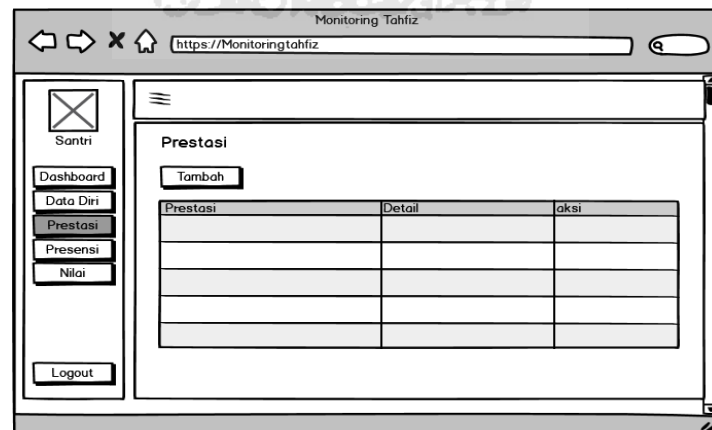 Monitoring Tahfiz
https://Monitoringtahfiz
Santri
Dashboard
Data Diri
Prestasi
Presensi
Nilai
Logout
Prestasi
Tambah
Prestasi Detail aksi